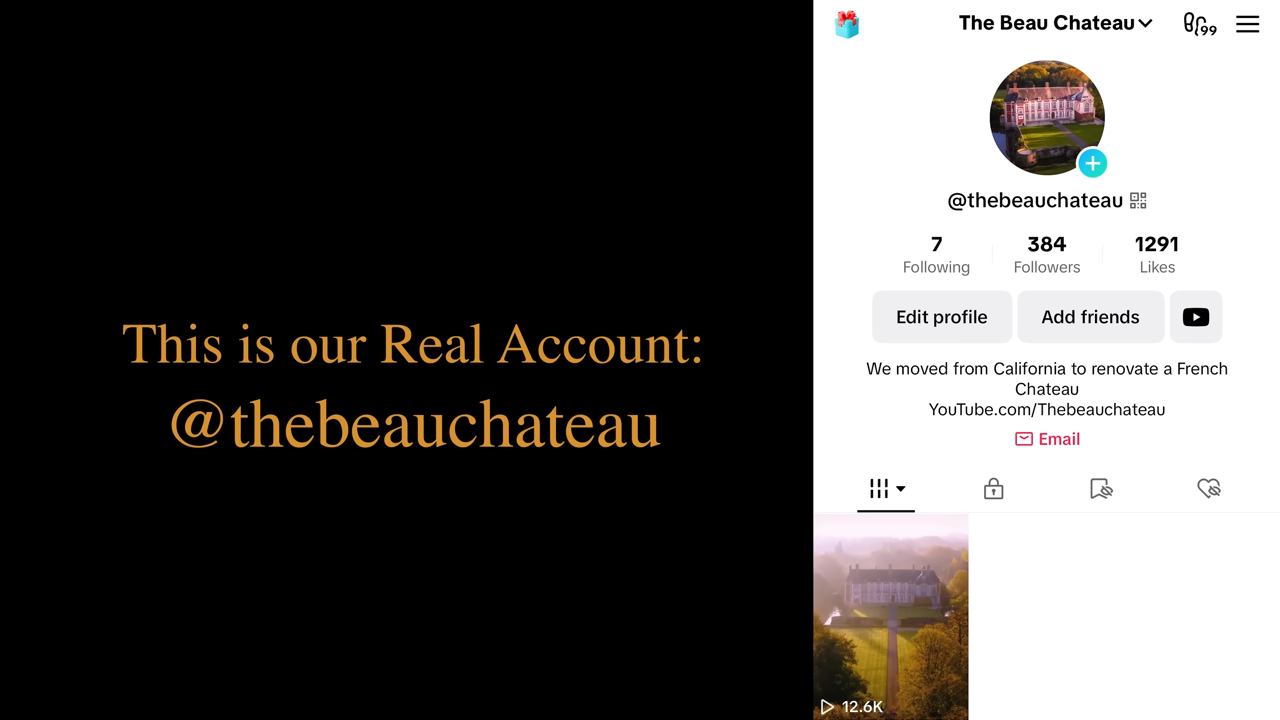 This is our Real Account:
@thebeauchateau
The Beau Chateau
99
@thebeauchateau
7
Following
384
Followers
1291
Likes
Edit profile
Add friends
We moved from California to renovate a French
Chateau
YouTube.com/Thebeauchateau
Email
12.6K